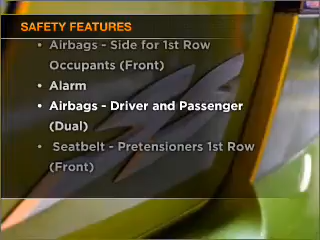 SAFETY FEATURES
• Airbags - Side for 1st Row
Occupants (Front)
• Alarm
• Airbags - Driver and Passenger
(Dual)
• Seatbelt - Pretensioners 1st Row
(Front)